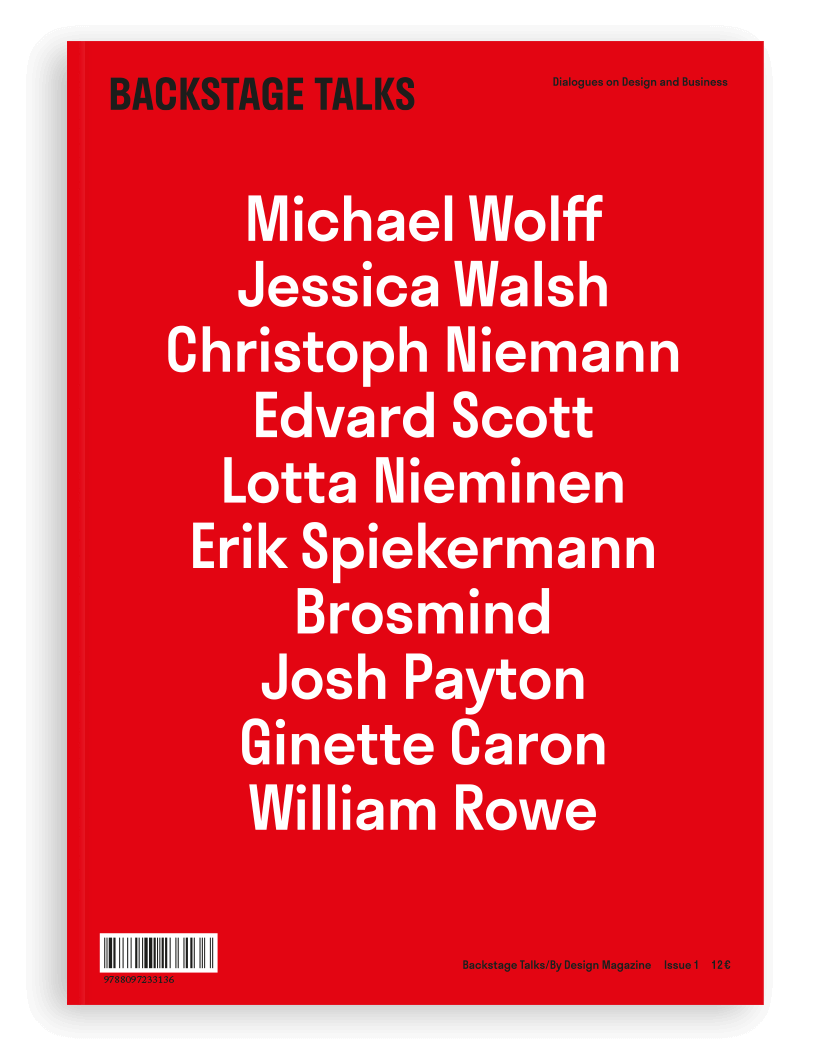 BACKSTAGE TALKS
Dialogues on Design and Business
Michael Wolff
Jessica Walsh
Christoph Niemann
Edvard Scott
Lotta Nieminen
Erik Spiekermann
Brosmind
Josh Payton
Ginette Caron
William Rowe
9788097233136
Backstage Talks/By Design Magazine Issue 1 12 €